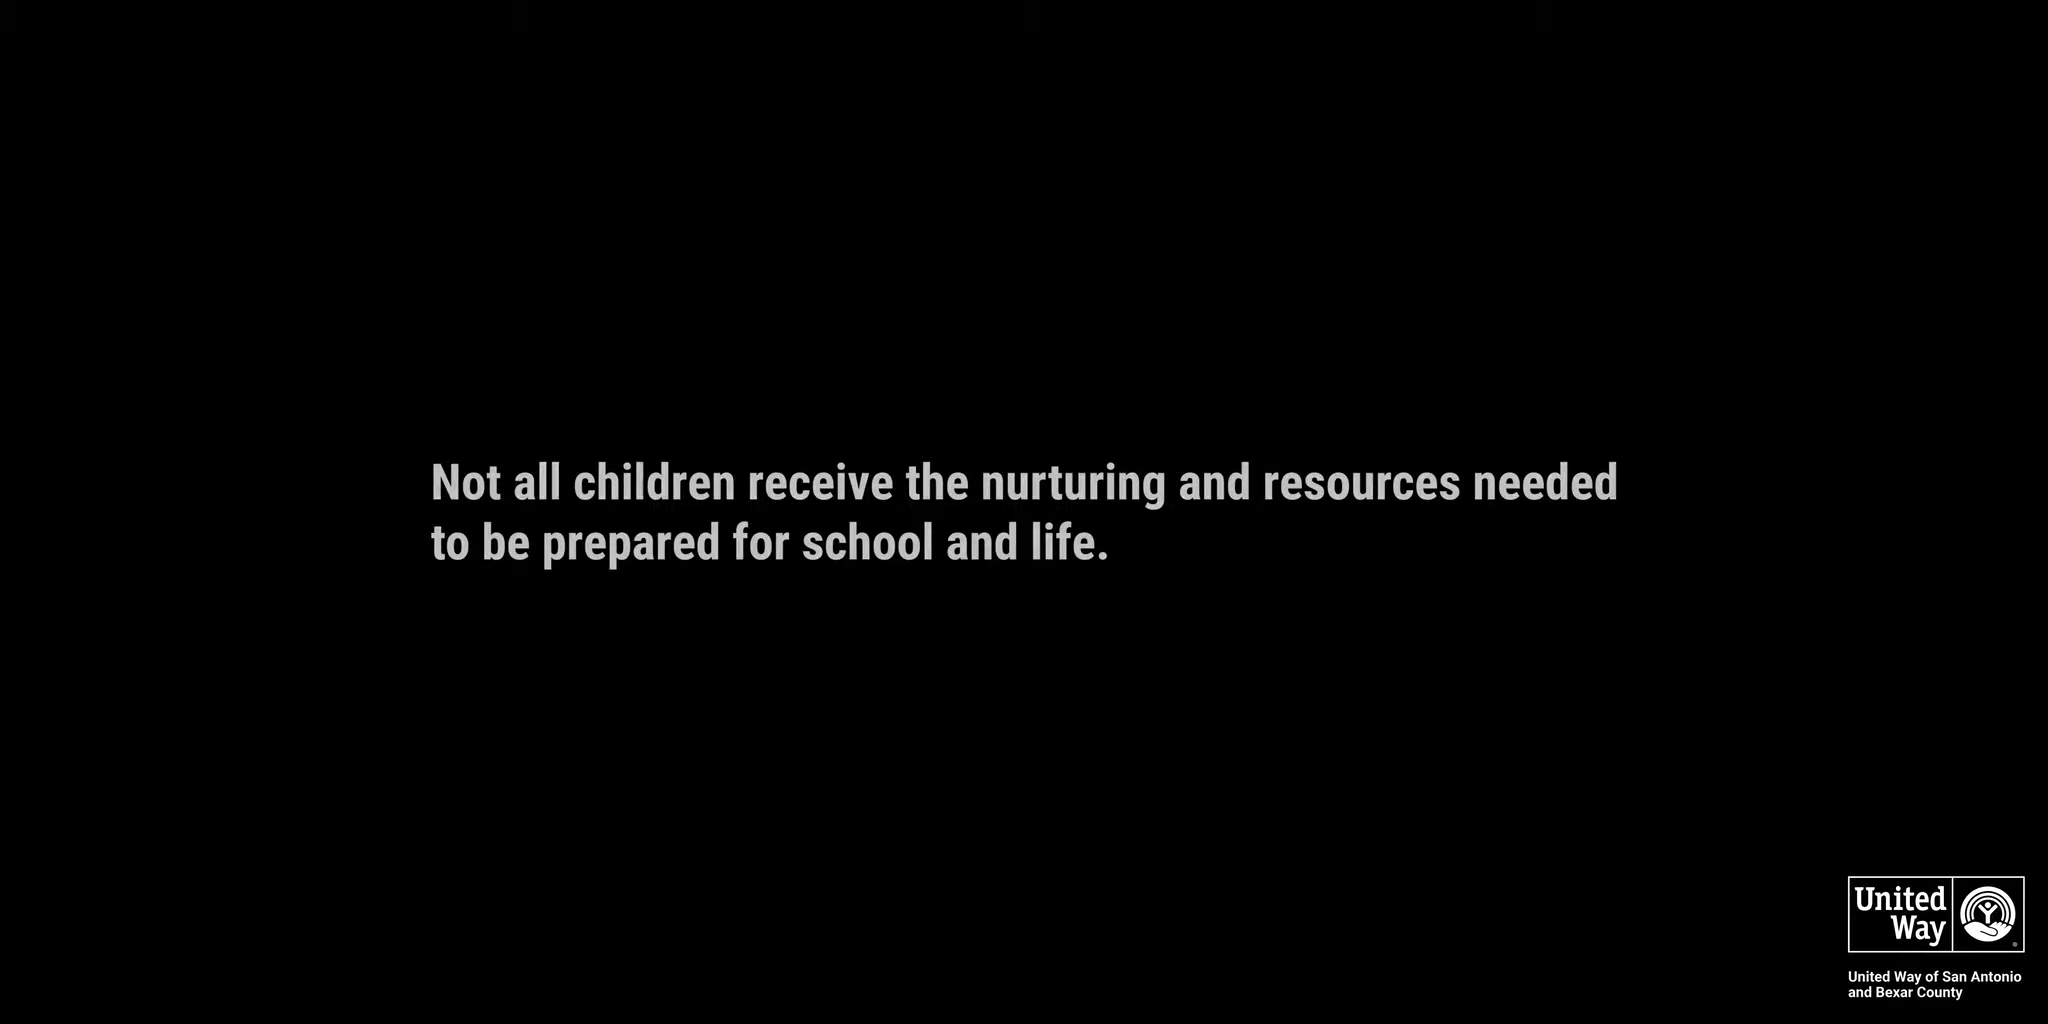 Not all children receive the nurturing and resources needed
to be prepared for school and life.
United
Way
®
United Way of San Antonio
and Bexar County